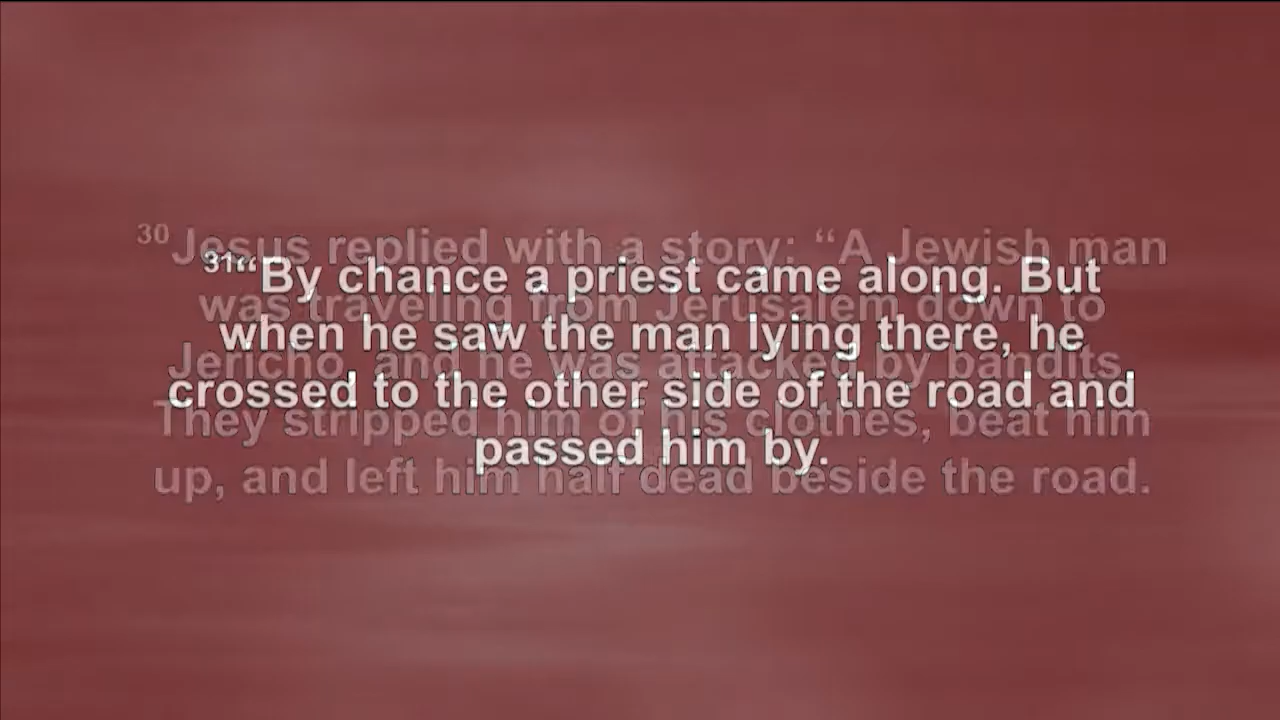 30 Jesus replied with a story: “A Jewish man
was traveling from Jerusalem down to
Jericho, and he was attacked by bandits.
They stripped him of his clothes, beat him
up, and left him half dead beside the road.
31“By chance a priest came along. But
when he saw the man lying there, he
crossed to the other side of the road and
passed him by.